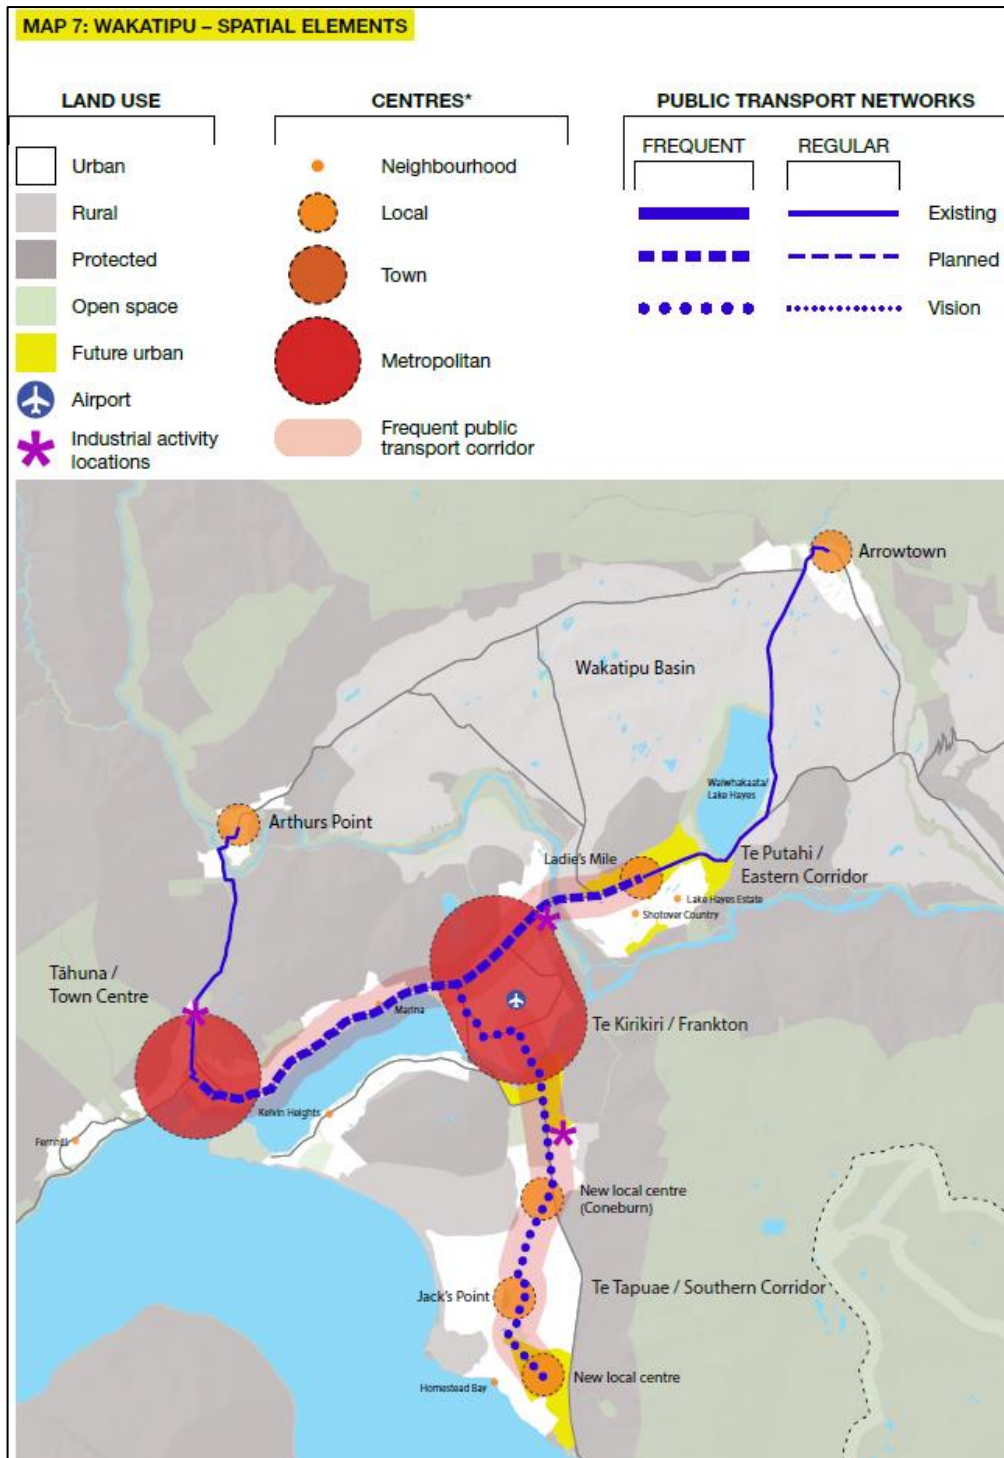 MAP 7: WAKATIPU – SPATIAL ELEMENTS
LAND USE
Urban
Rural
Protected
Open space
Future urban
Airport
Industrial activity
locations
CENTRES*
Neighbourhood
Local
Town
Metropolitan
Frequent public
transport corridor
PUBLIC TRANSPORT NETWORKS
FREQUENT
REGULAR
Existing
Planned
Vision
Arrowtown
Wakatipu Basin
Waiwhakaata/
Lake Hayes
Arthurs Point
Ladie's Mile
Te Putahi /
Eastern Corridor
Lake Hayes Estate
Shotover Country
Tāhuna /
Town Centre
Marina
Te Kirikiri / Frankton
Kelvin Heights
Fernhill
New local centre
(Coneburn)
Te Tapuae / Southern Corridor
Jack's Point
New local centre
Homestead Bay